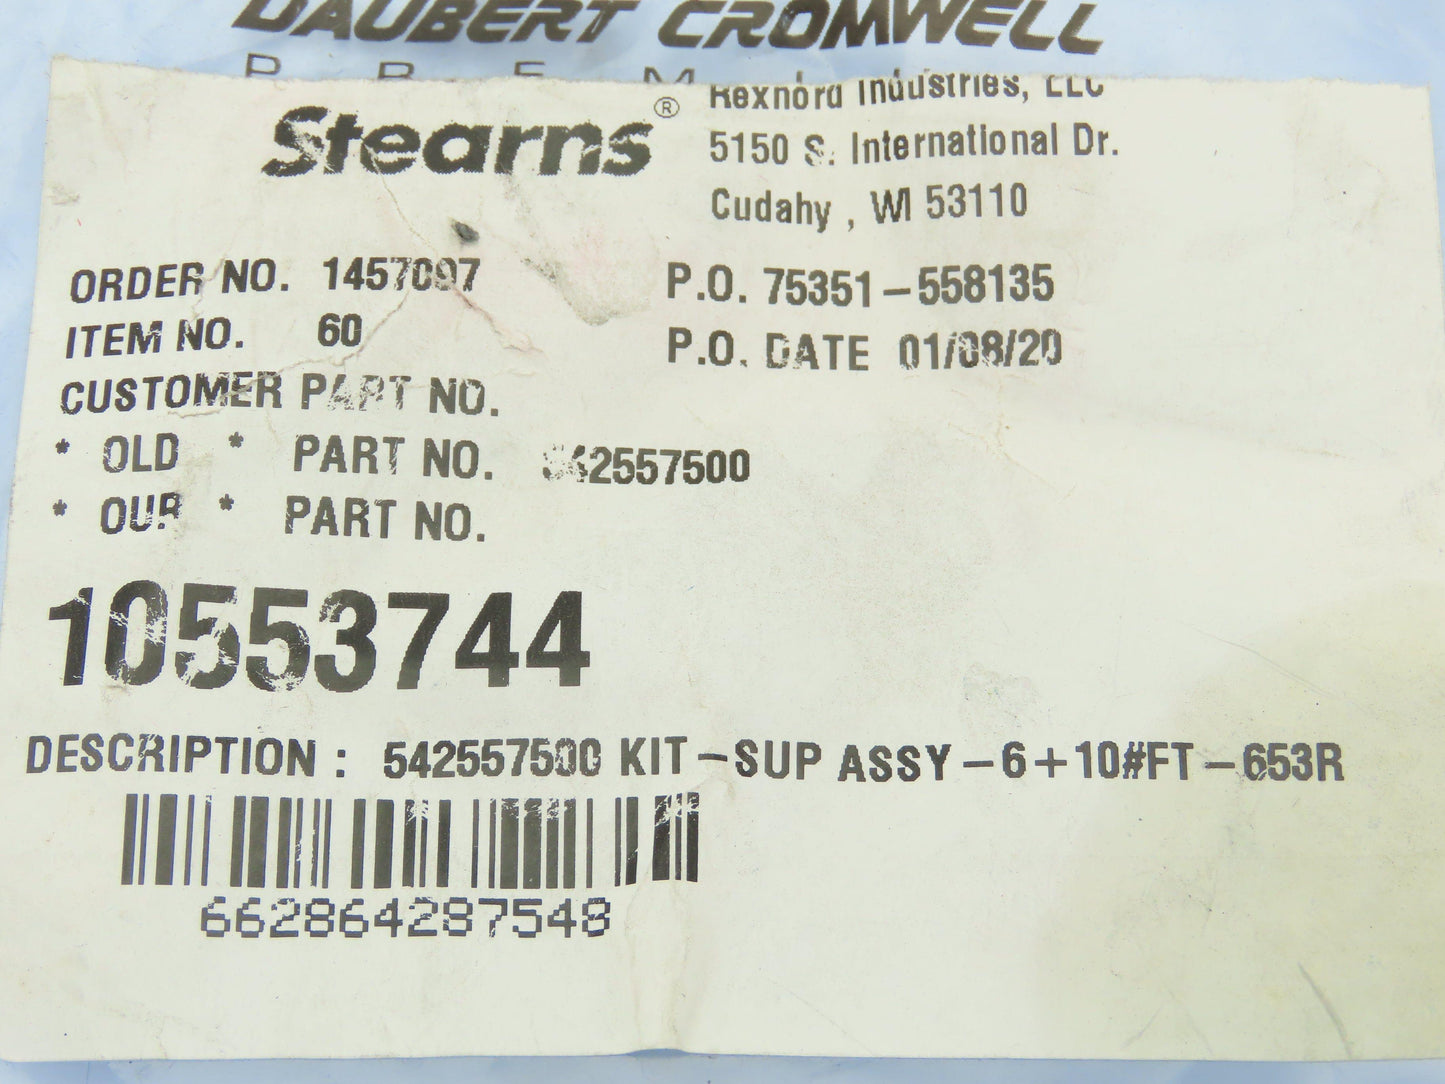 DAUBERT CROMWELL
P R E M I
Stearns®
Rexnord Industries, LLC
5150 S. International Dr.
Cudahy , WI 53110
ORDER NO. 1457097
P.O. 75351-558135
ITEM NO. 60
P.O. DATE 01/08/20
CUSTOMER PART NO.
* OLD * PART NO. 542557500
* OUR * PART NO.
10553744
DESCRIPTION : 542557500 KIT-SUP ASSY-6+10#FT-653R
662864287548